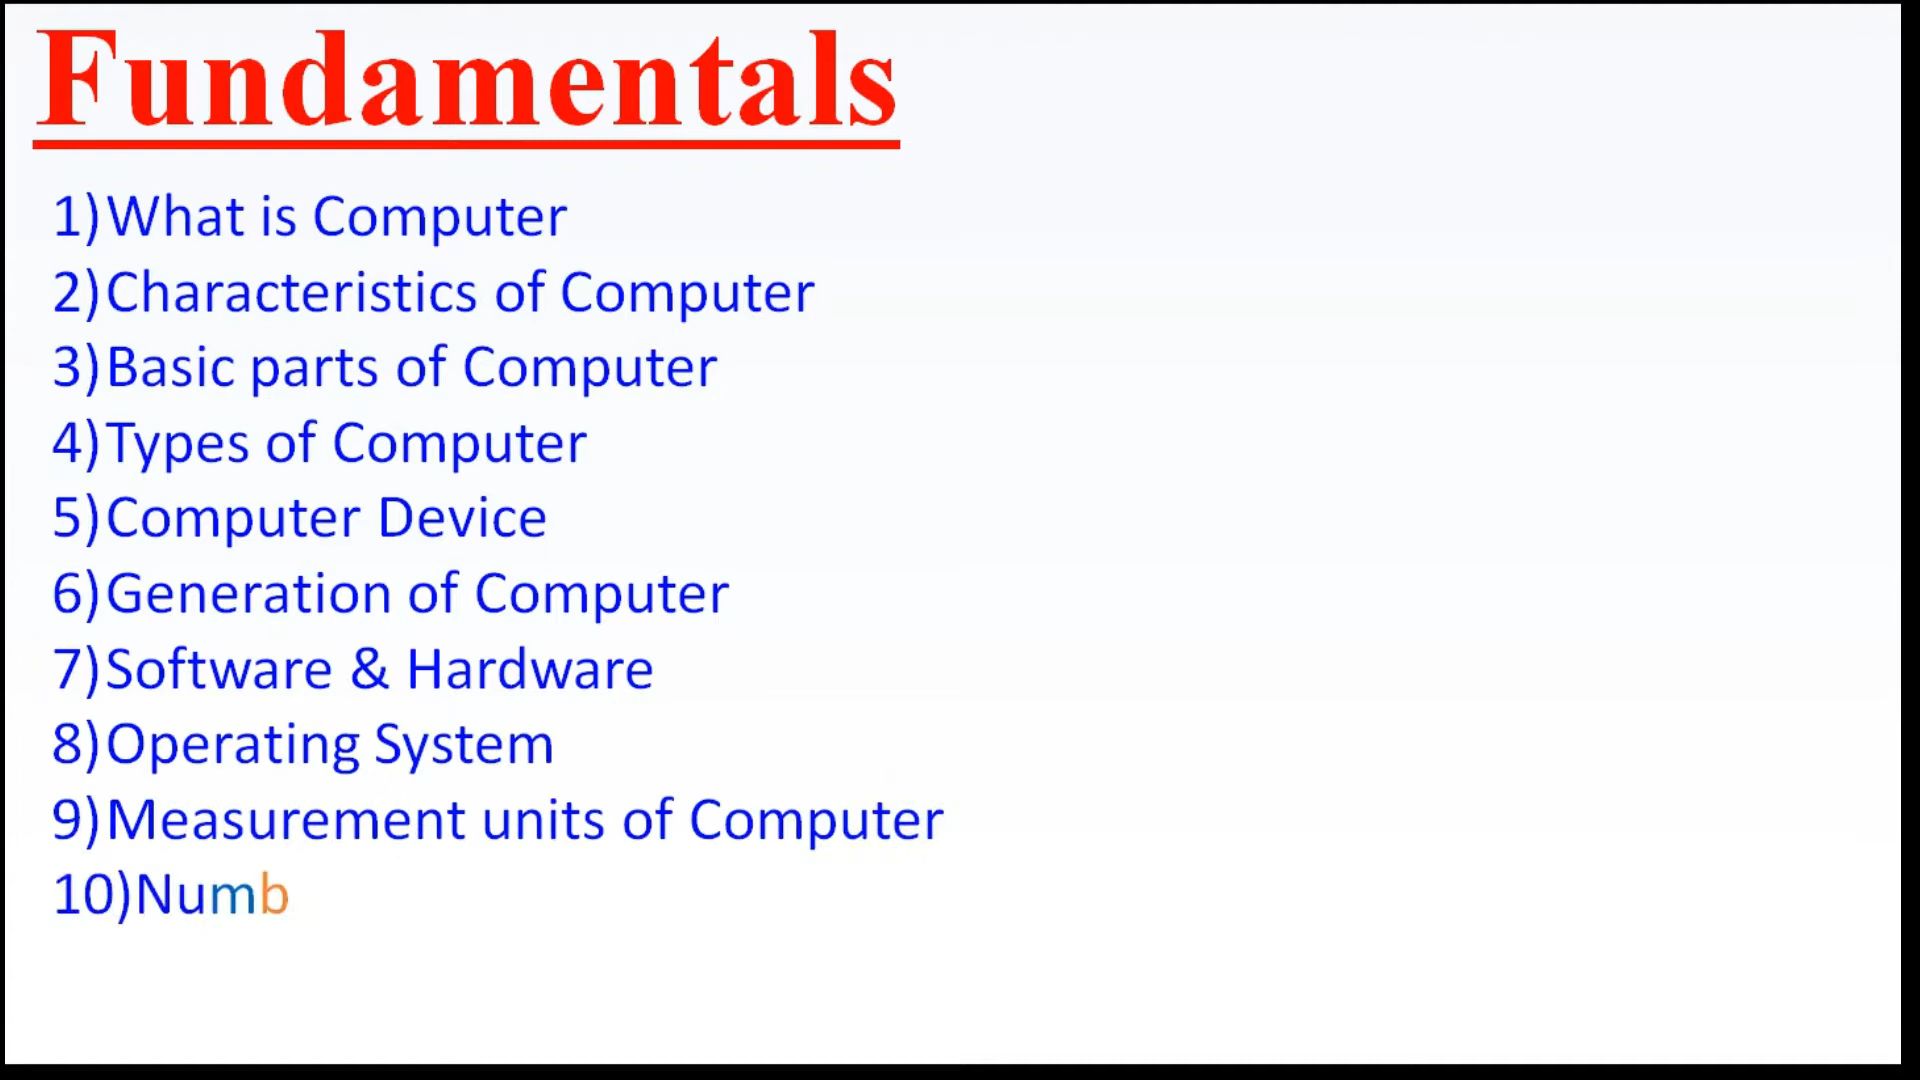 Fundamentals
1)What is Computer
2)Characteristics of Computer
3)Basic parts of Computer
4)Types of Computer
5)Computer Device
6)Generation of Computer
7)Software & Hardware
8)Operating System
9)Measurement units of Computer
10)Numb